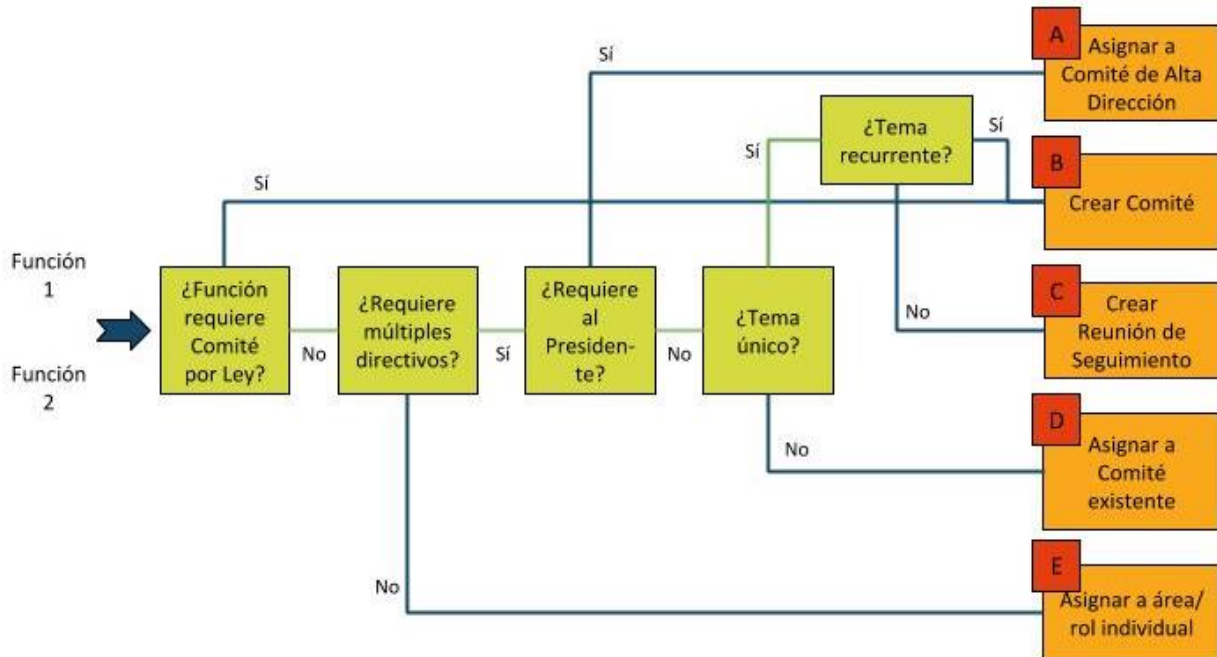 A
Asignar a
Comité de Alta
Dirección
Sí
¿Tema
recurrente?
Sí
Sí
B
Crear Comité
Sí
Función
1
Función
2
¿Función
requiere
Comité
por Ley?
No
¿Requiere
múltiples
directivos?
Sí
¿Requiere
al
Presiden-
te?
No
¿Tema
único?
No
C
Crear
Reunión de
Seguimiento
No
D
Asignar a
Comité
existente
No
E
Asignar a área/
rol individual